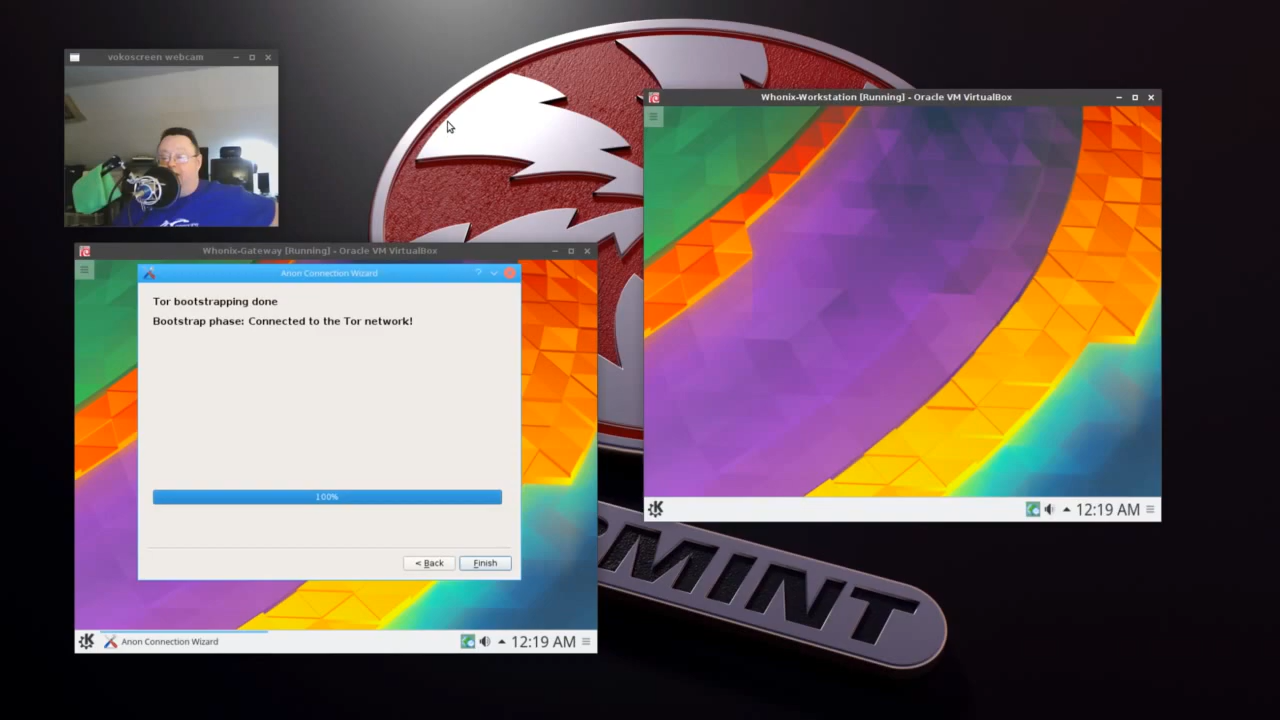 vokoscreen webcam
Whonix-Workstation [Running] - Oracle VM VirtualBox
Whonix-Gateway [Running] - Oracle VM VirtualBox
Anon Connection Wizard
Tor bootstrapping done
Bootstrap phase: Connected to the Tor network!
100%
< Back
Finish
12:19 AM
Anon Connection Wizard
12:19 AM
MINT